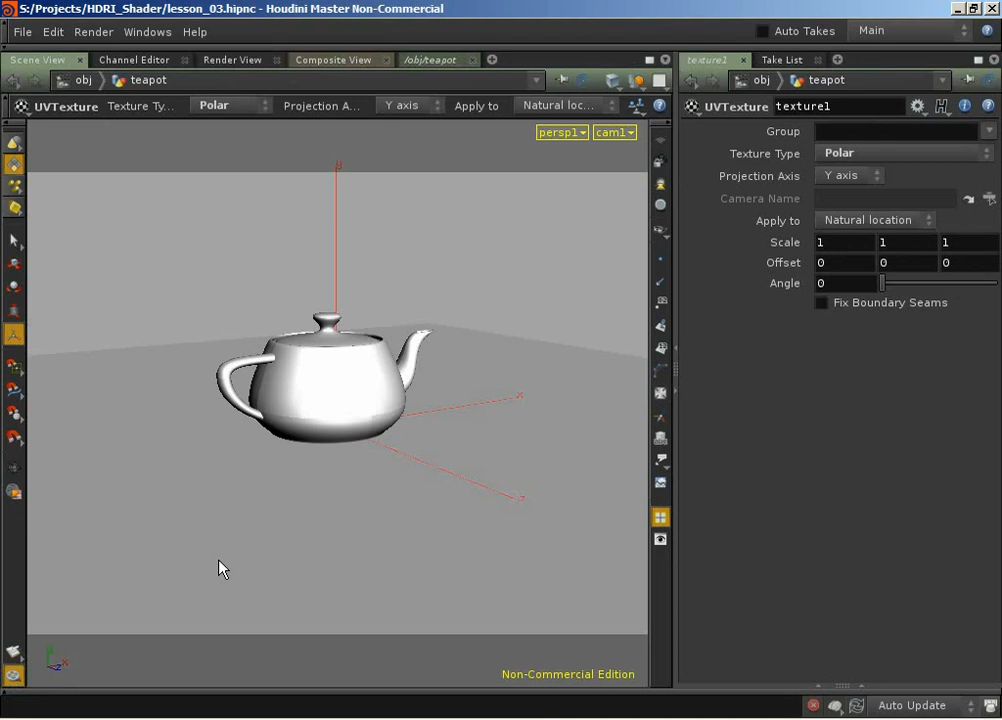 S:/Projects/HDRI_Shader/lesson_03.hipnc - Houdini Master Non-Commercial
File Edit Render Windows Help Auto Takes Main
Scene View Channel Editor Render View Composite View /obj/teapot
texture1 Take List
obj teapot
obj teapot
UVTexture Texture Ty... Polar Projection A... Y axis Apply to Natural loc...
UVTexture texture1
persp1 cam1
Group
Texture Type Polar
Projection Axis Y axis
Camera Name
Apply to Natural location
Scale 1 1 1
Offset 0 0 0
Angle 0
Fix Boundary Seams
Non-Commercial Edition
Auto Update